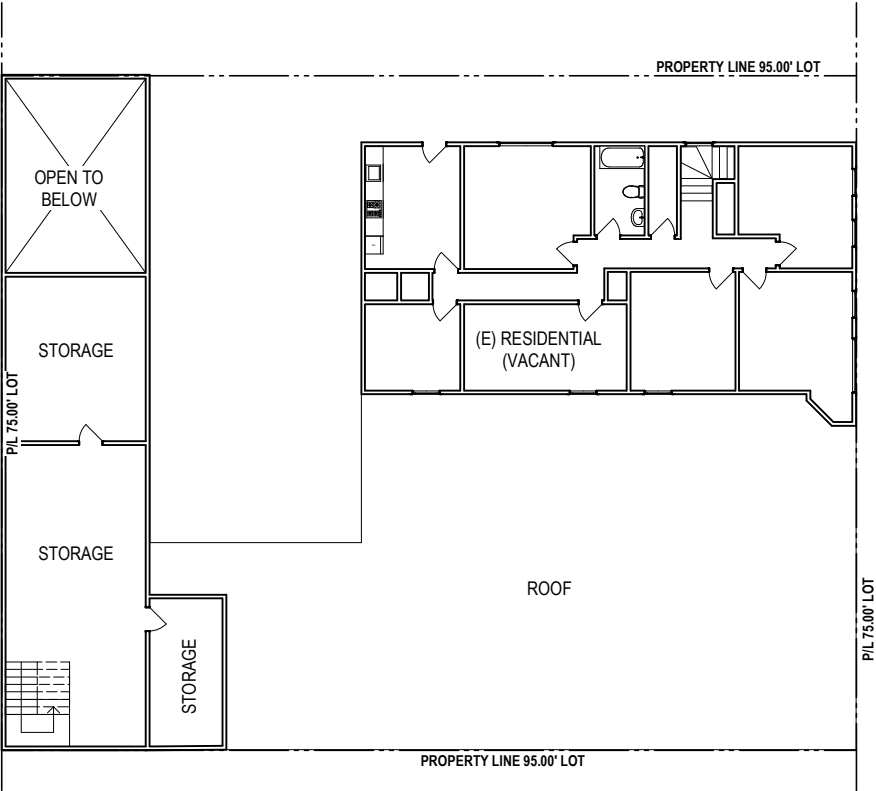 PROPERTY LINE 95.00' LOT
OPEN TO
BELOW
STORAGE
(E) RESIDENTIAL
(VACANT)
P/L 75.00' LOT
STORAGE
ROOF
P/L 75.00' LOT
STORAGE
PROPERTY LINE 95.00' LOT